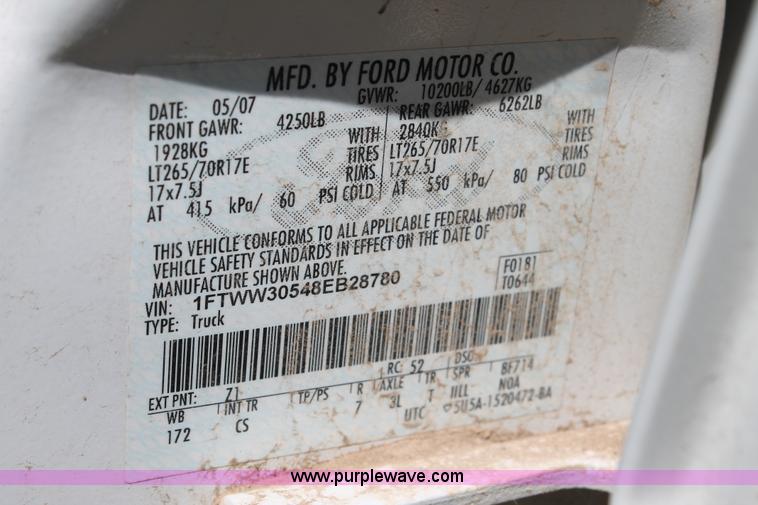 MFD. BY FORD MOTOR CO.
DATE: 05/07 GVWR: 10200LB/ 4627KG
FRONT GAWR: 4250LB REAR GAWR: 6262LB
1928KG WITH 2840KG WITH
LT265/70R17E TIRES LT265/70R17E TIRES
17x7.5J RIMS 17x7.5J RIMS
AT 415 kPa/ 60 PSI COLD AT 550 kPa/ 80 PSI COLD
THIS VEHICLE CONFORMS TO ALL APPLICABLE FEDERAL MOTOR
VEHICLE SAFETY STANDARDS IN EFFECT ON THE DATE OF
MANUFACTURE SHOWN ABOVE.
VIN: 1FTWW30548EB28780 F0181
TYPE: Truck T0644
EXT PNT: Z1 RC: 52 DSO:
WB INT TR TP/PS R AXLE TR SPR 8F714
172 CS 7 3L T IILL NOA
UTC 5U5A-1520472-BA
www.purplewave.com